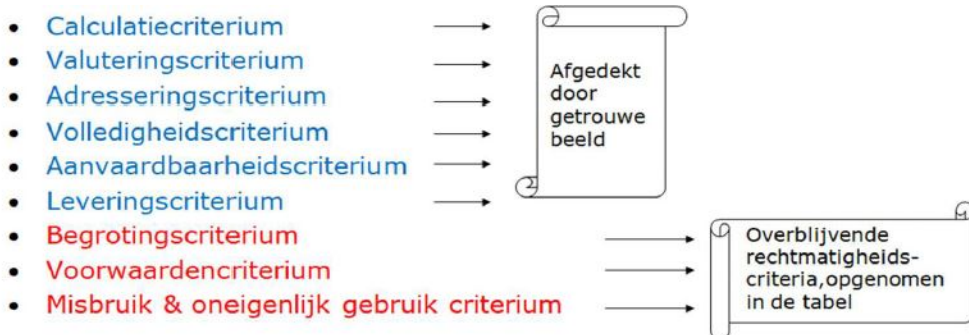 • Calculatiecriterium
• Valuteringscriterium
• Adresseringscriterium
• Volledigheidscriterium
• Aanvaardbaarheidscriterium
• Leveringscriterium
• Begrotingscriterium
• Voorwaardencriterium
• Misbruik & oneigenlijk gebruik criterium
Afgedekt
door
getrouwe
beeld
Overblijvende
rechtmatigheids-
criteria,opgenomen
in de tabel